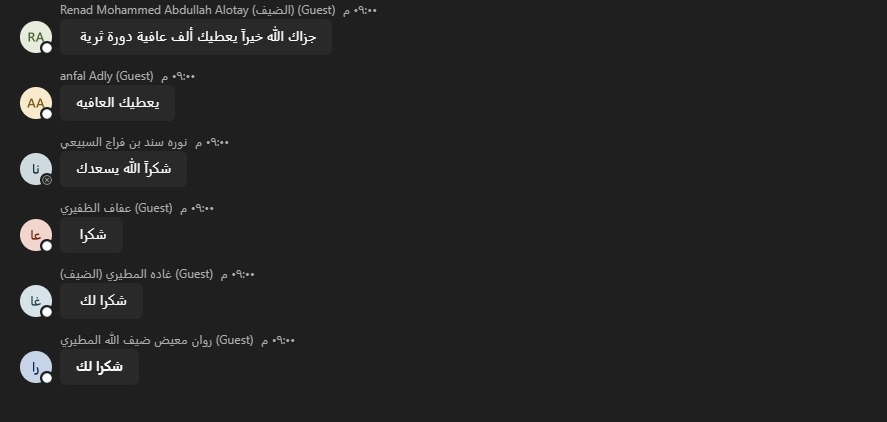 Renad Mohammed Abdullah Alotay (الضيف) (Guest) ٠٩:٠٠ م
RA
جزاك الله خيرآ يعطيك ألف عافية دورة ثرية
anfal Adly (Guest) ٠٩:٠٠ م
AA
يعطيك العافيه
نوره سند بن فراج السبيعي ٠٩:٠٠ م
نا
شكرآ الله يسعدك
عفاف الظفيري (Guest) ٠٩:٠٠ م
عا
شكرا
غاده المطيري (الضيف) (Guest) ٠٩:٠٠ م
غا
شكرا لك
روان معيض ضيف الله المطيري (Guest) ٠٩:٠٠ م
را
شكرا لك